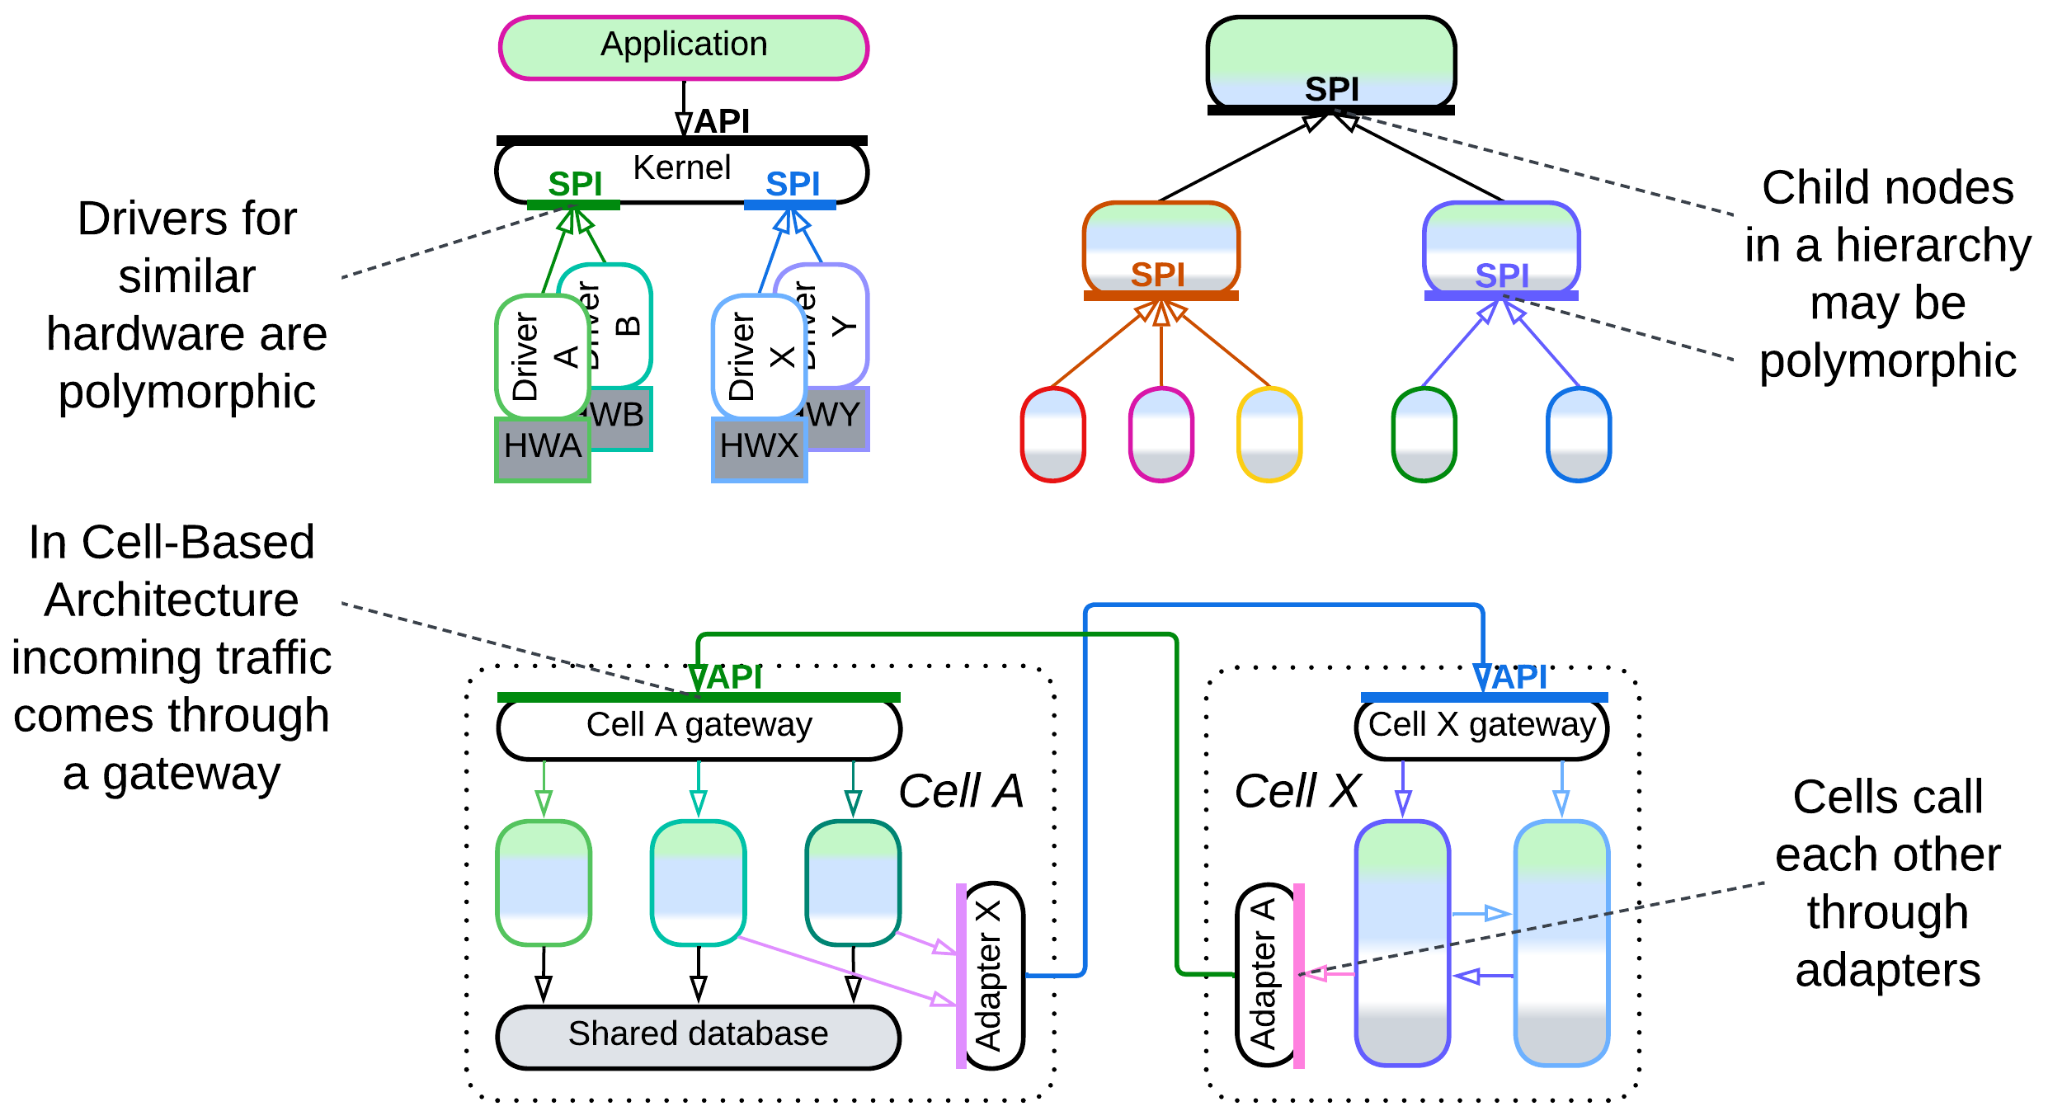 Application
API
Kernel
SPI
SPI
Driver
A
Driver
B
Driver
X
Driver
Y
HWA
WB
HWX
WY
Drivers for
similar
hardware are
polymorphic
SPI
SPI
SPI
Child nodes
in a hierarchy
may be
polymorphic
In Cell-Based
Architecture
incoming traffic
comes through
a gateway
API
Cell A gateway
Cell A
Adapter X
Shared database
API
Cell X gateway
Cell X
Adapter A
Cells call
each other
through
adapters